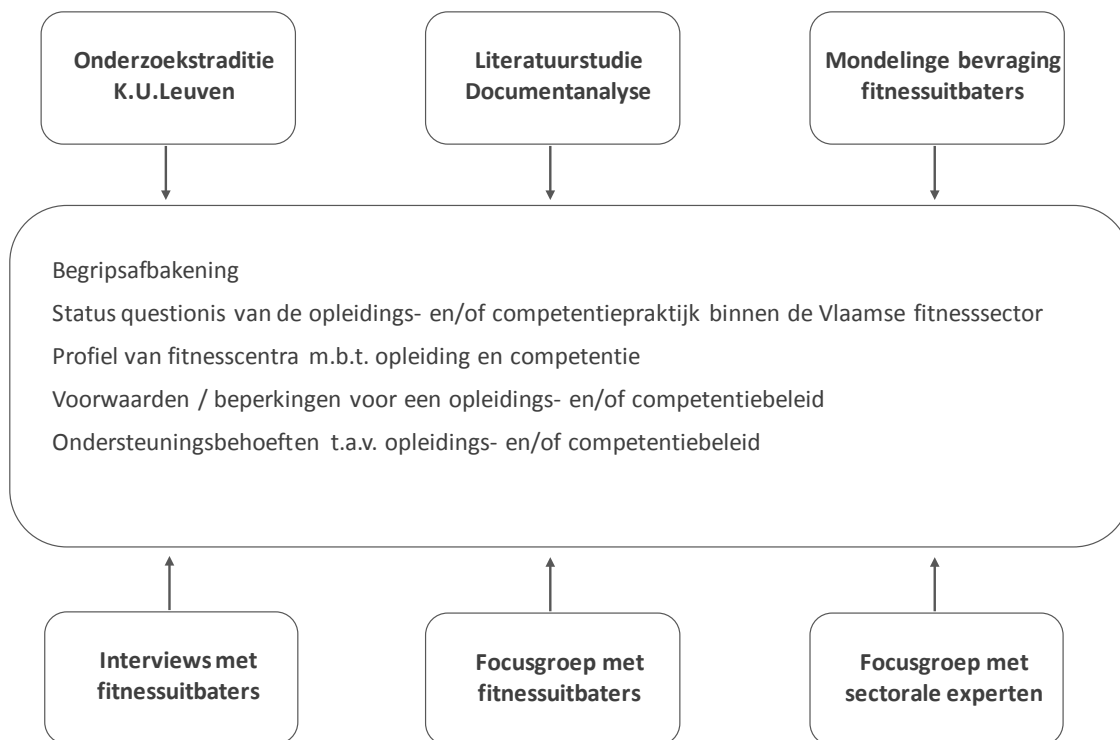 Onderzoekstraditie
K.U.Leuven
Literatuurstudie
Documentanalyse
Mondelinge bevraging
fitnessuitbaters
Begripsafbakening
Status questionis van de opleidings- en/of competentiepraktijk binnen de Vlaamse fitnesssector
Profiel van fitnesscentra m.b.t. opleiding en competentie
Voorwaarden / beperkingen voor een opleidings- en/of competentiebeleid
Ondersteuningsbehoeften t.a.v. opleidings- en/of competentiebeleid
Interviews met
fitnessuitbaters
Focusgroep met
fitnessuitbaters
Focusgroep met
sectorale experten